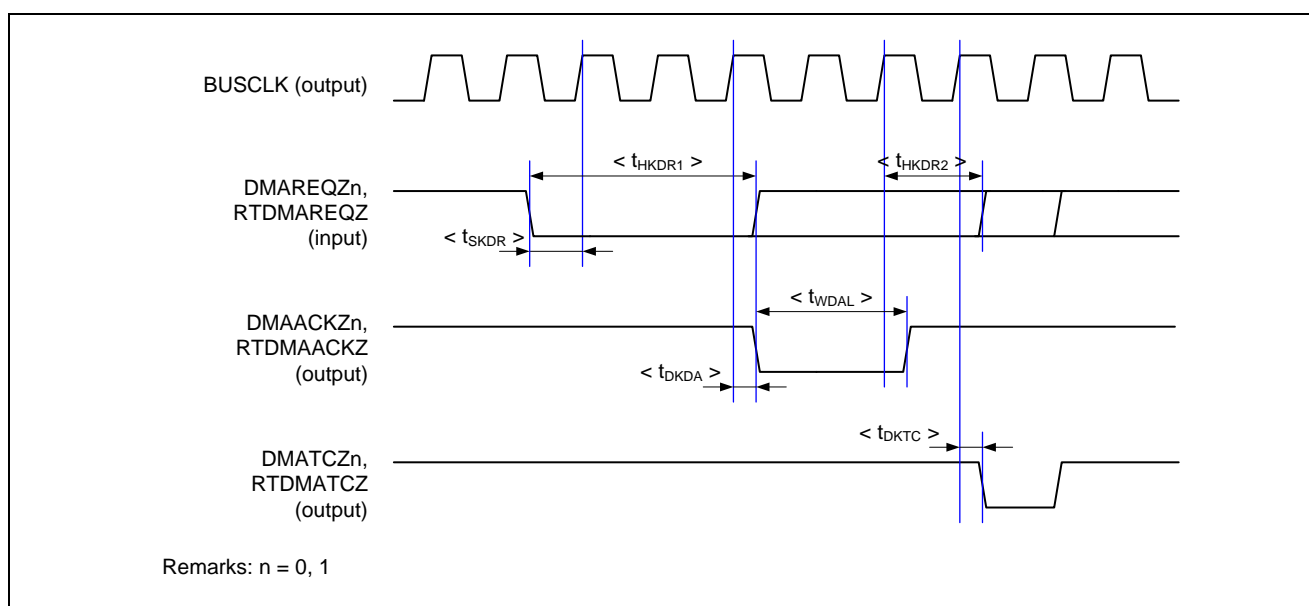 BUSCLK (output)
< tHKDR1 >
< tHKDR2 >
DMAREQZn,
RTDMAREQZ
(input)
< tSKDR >
< tWDAL >
DMAACKZn,
RTDMAACKZ
(output)
< tDKDA >
< tDKTC >
DMATCZn,
RTDMATCZ
(output)
Remarks: n = 0, 1